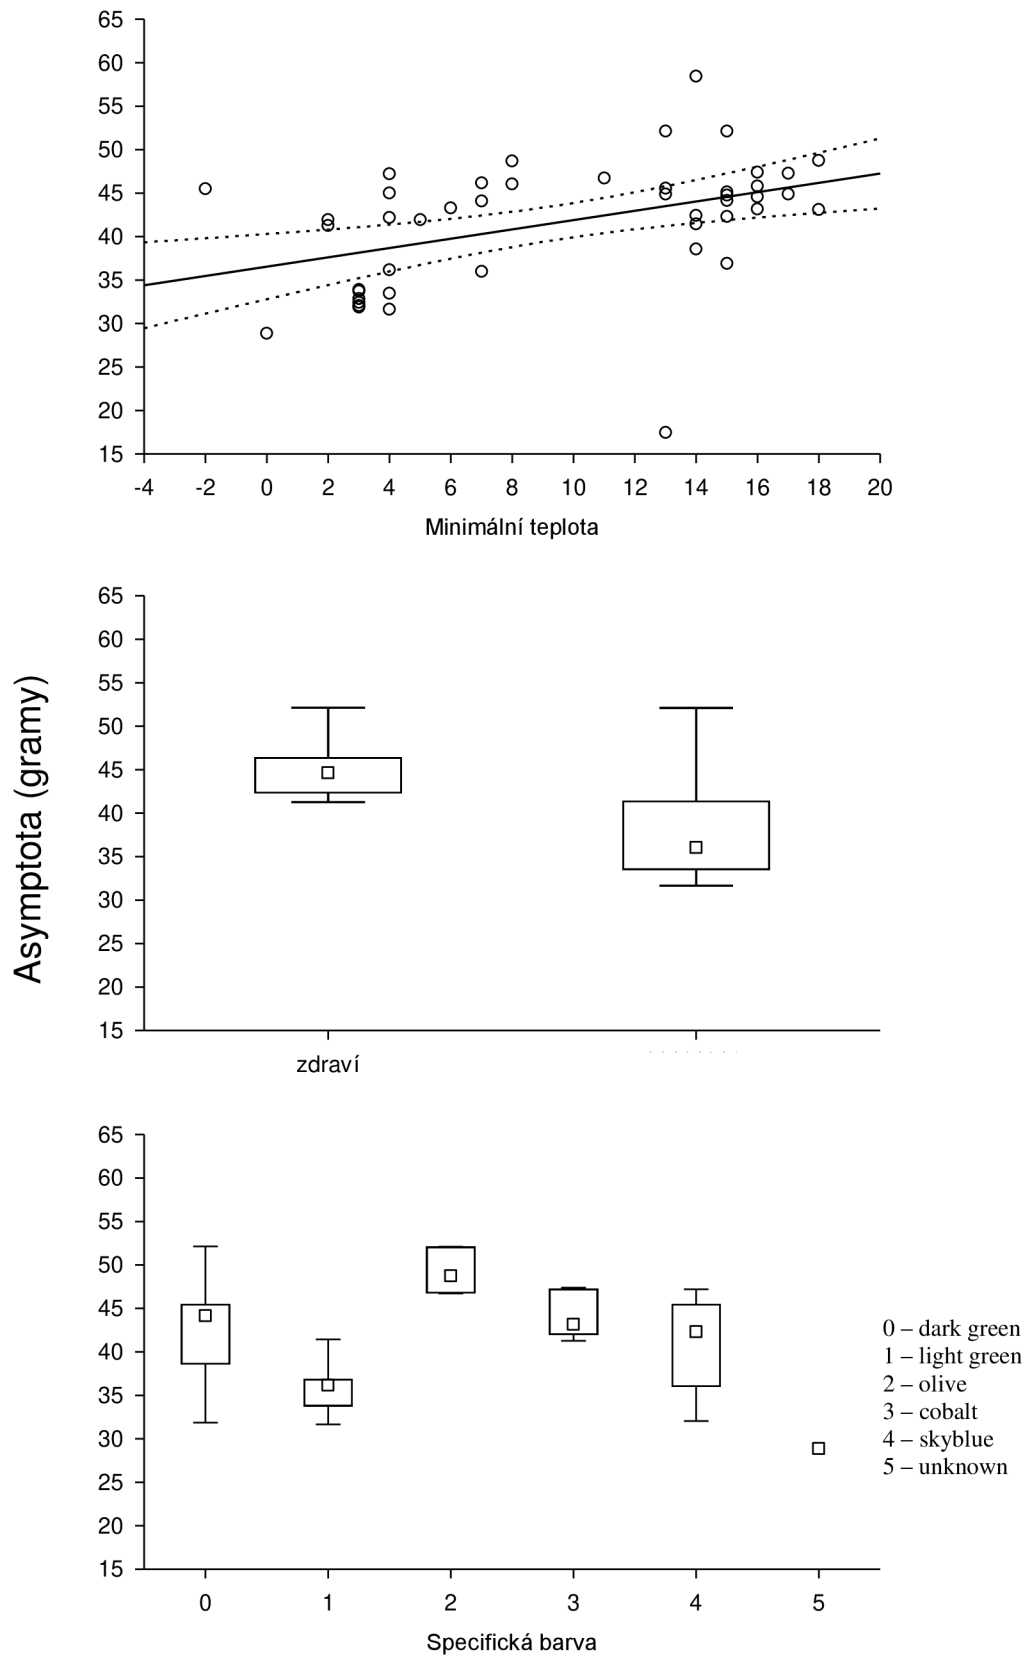 65
60
55
50
45
40
35
30
25
20
15
-4 -2 0 2 4 6 8 10 12 14 16 18 20
Minimální teplota
Asymptota (gramy)
65
60
55
50
45
40
35
30
25
20
15
zdraví
65
60
55
50
45
40
35
30
25
20
15
0 1 2 3 4 5
Specifická barva
0 – dark green
1 – light green
2 – olive
3 – cobalt
4 – skyblue
5 – unknown